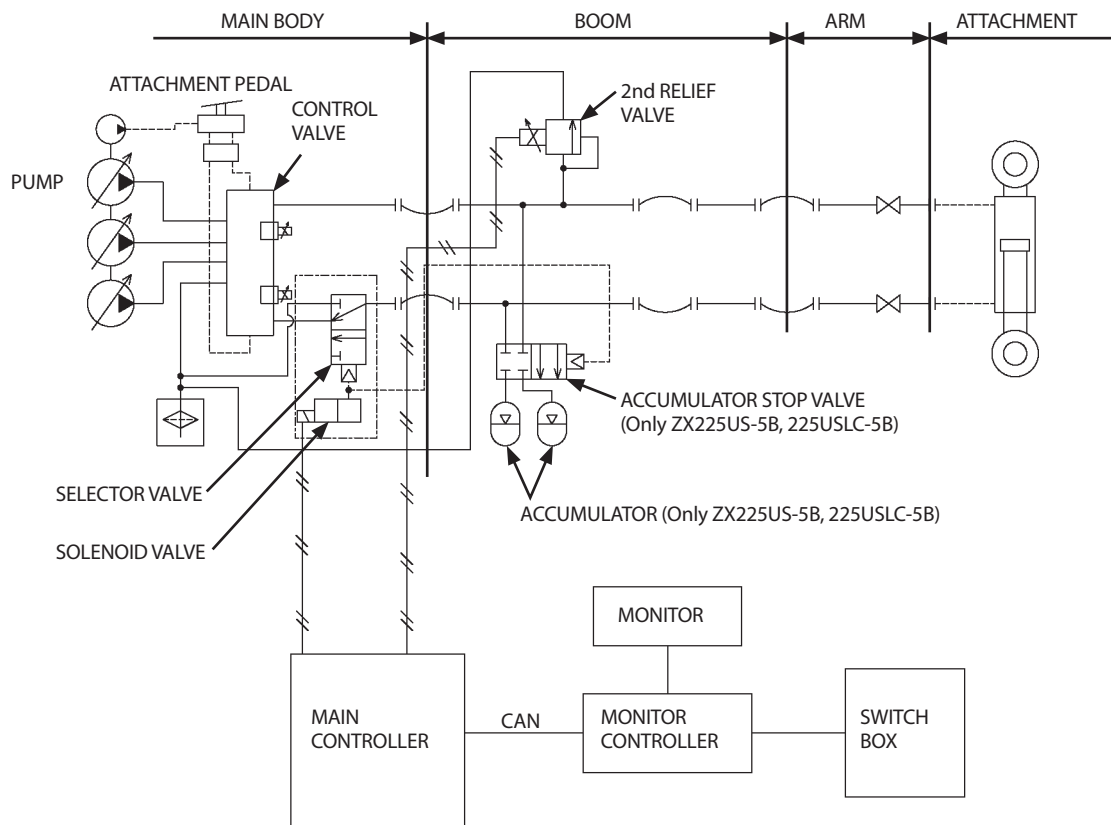 MAIN BODY
BOOM
ARM
ATTACHMENT
ATTACHMENT PEDAL
CONTROL
VALVE
2nd RELIEF
VALVE
PUMP
ACCUMULATOR STOP VALVE
(Only ZX225US-5B, 225USLC-5B)
SELECTOR VALVE
ACCUMULATOR (Only ZX225US-5B, 225USLC-5B)
SOLENOID VALVE
MONITOR
MAIN
CONTROLLER
CAN
MONITOR
CONTROLLER
SWITCH
BOX